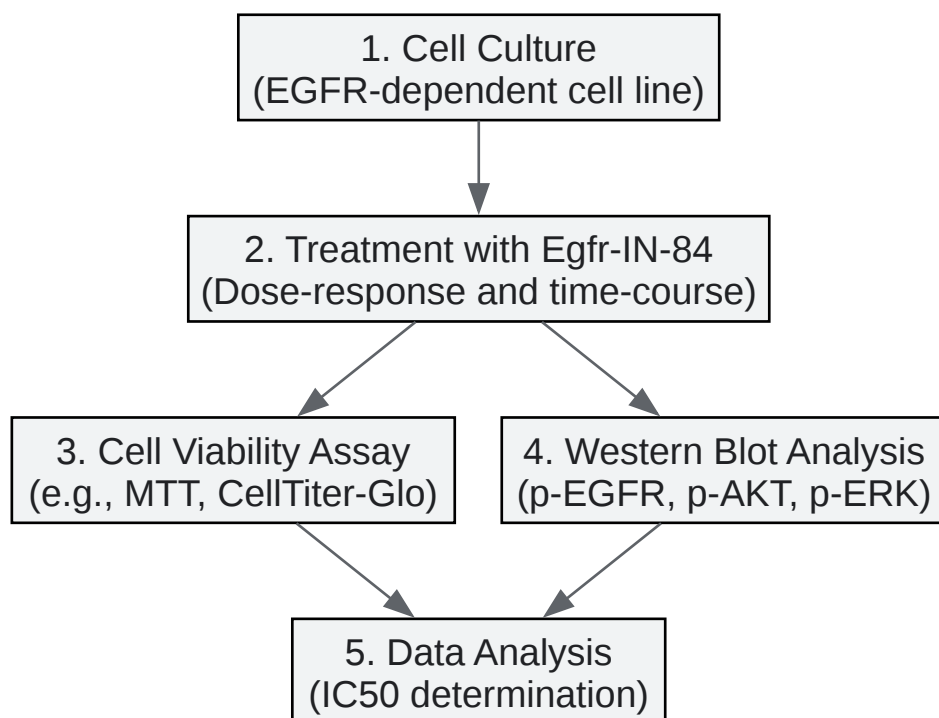 1. Cell Culture
(EGFR-dependent cell line)
2. Treatment with Egfr-IN-84
(Dose-response and time-course)
3. Cell Viability Assay
(e.g., MTT, CellTiter-Glo)
4. Western Blot Analysis
(p-EGFR, p-AKT, p-ERK)
5. Data Analysis
(IC50 determination)